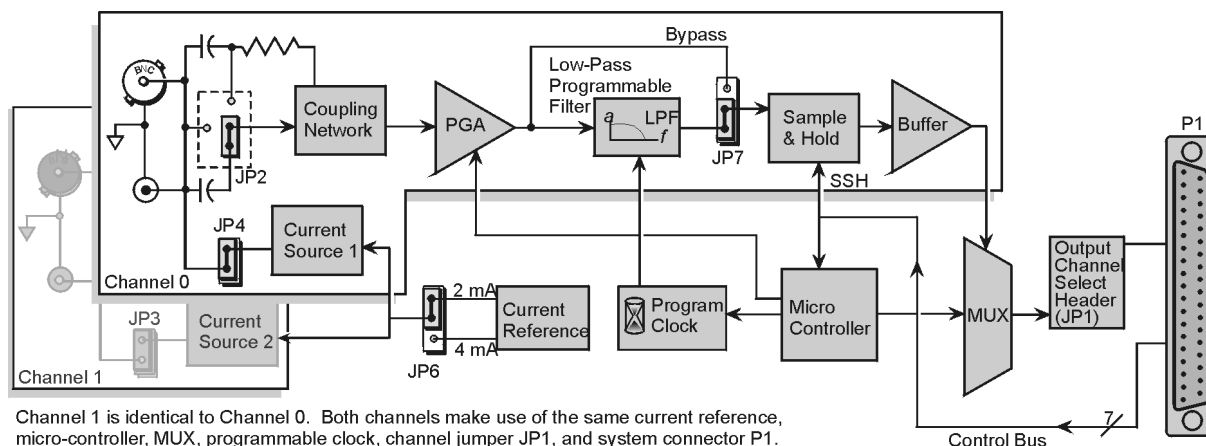 BNC
Coupling
Network
JP2
PGA
Bypass
Low-Pass
Programmable
Filter
a
LPF
f
JP7
Sample
& Hold
SSH
Buffer
P1
JP4
Current
Source 1
Channel 0
JP3
Current
Source 2
Channel 1
2 mA
4 mA
JP6
Current
Reference
Program
Clock
Micro
Controller
MUX
Output
Channel
Select
Header
(JP1)
7
Control Bus
Channel 1 is identical to Channel 0. Both channels make use of the same current reference,
micro-controller, MUX, programmable clock, channel jumper JP1, and system connector P1.